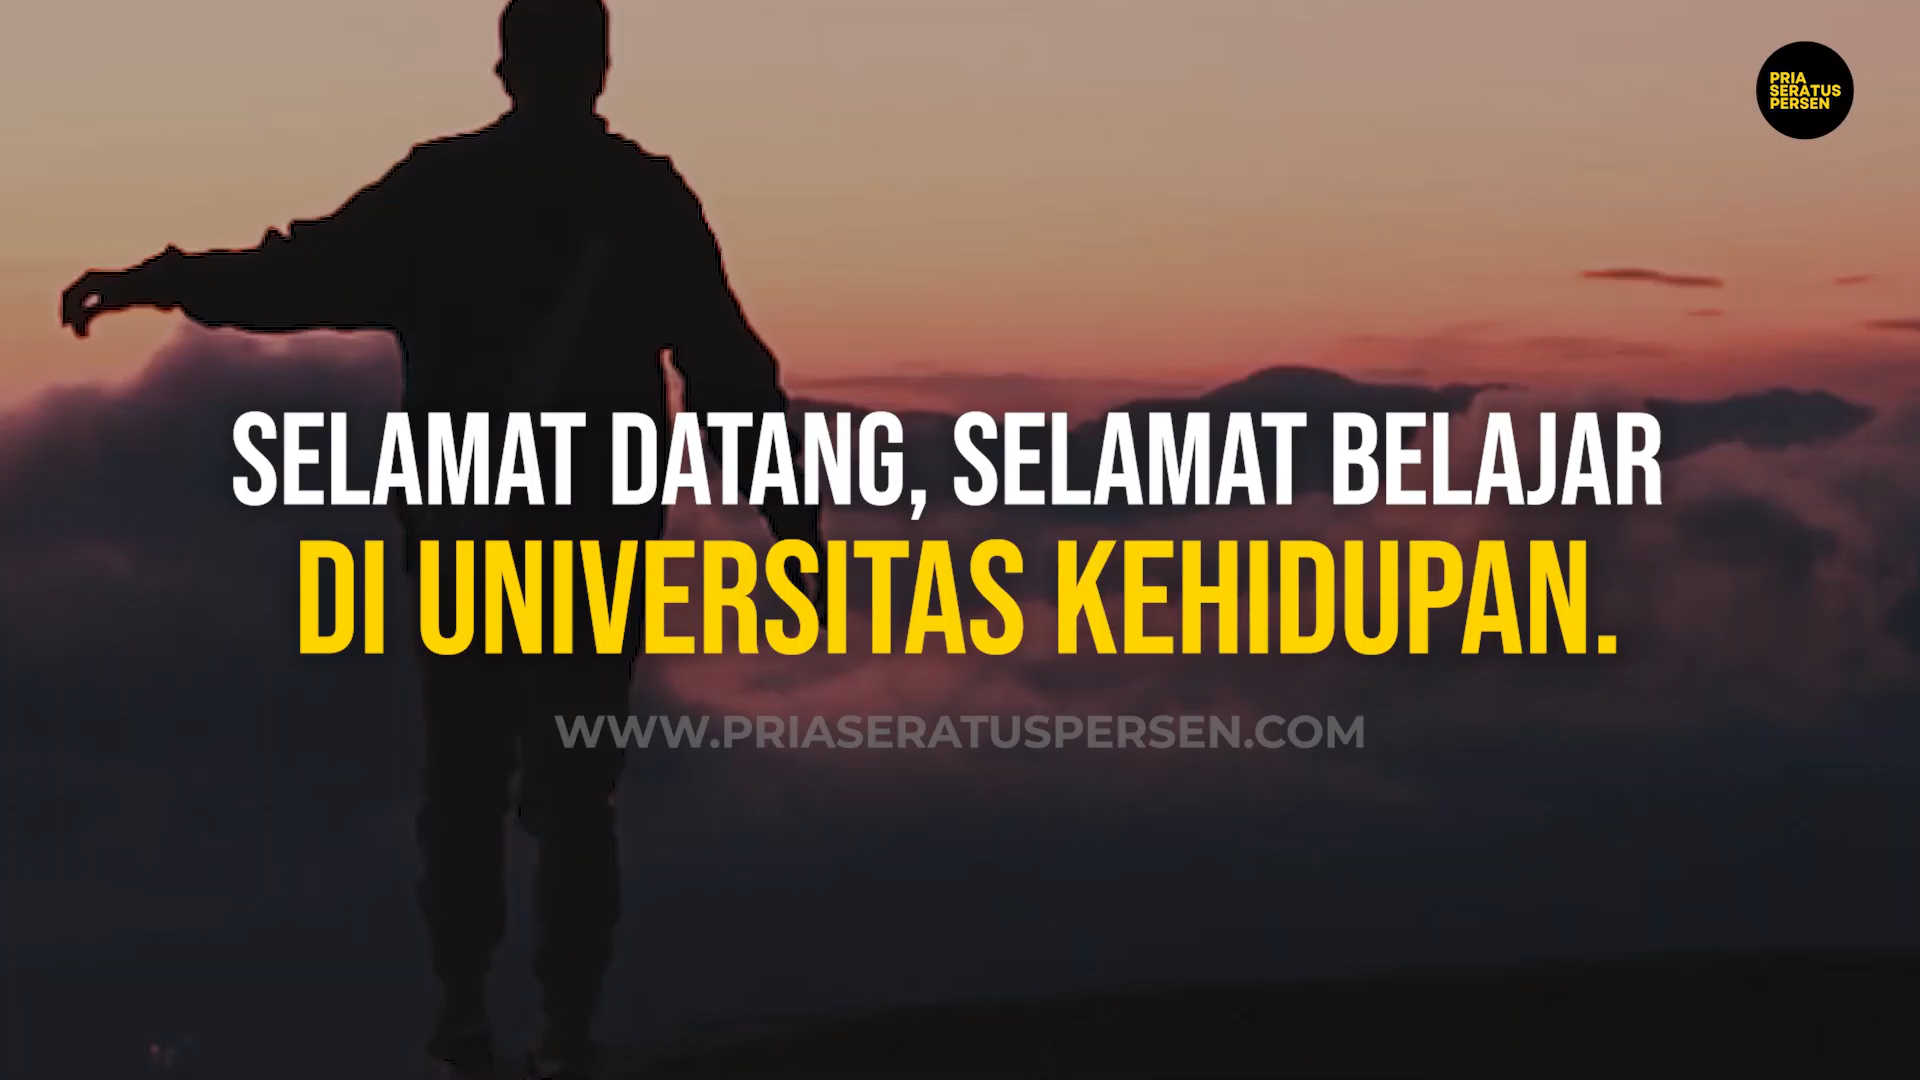 PRIA
SERATUS
PERSEN
SELAMAT DATANG, SELAMAT BELAJAR
DI UNIVERSITAS KEHIDUPAN.
WWW.PRIASERATUSPERSEN.COM